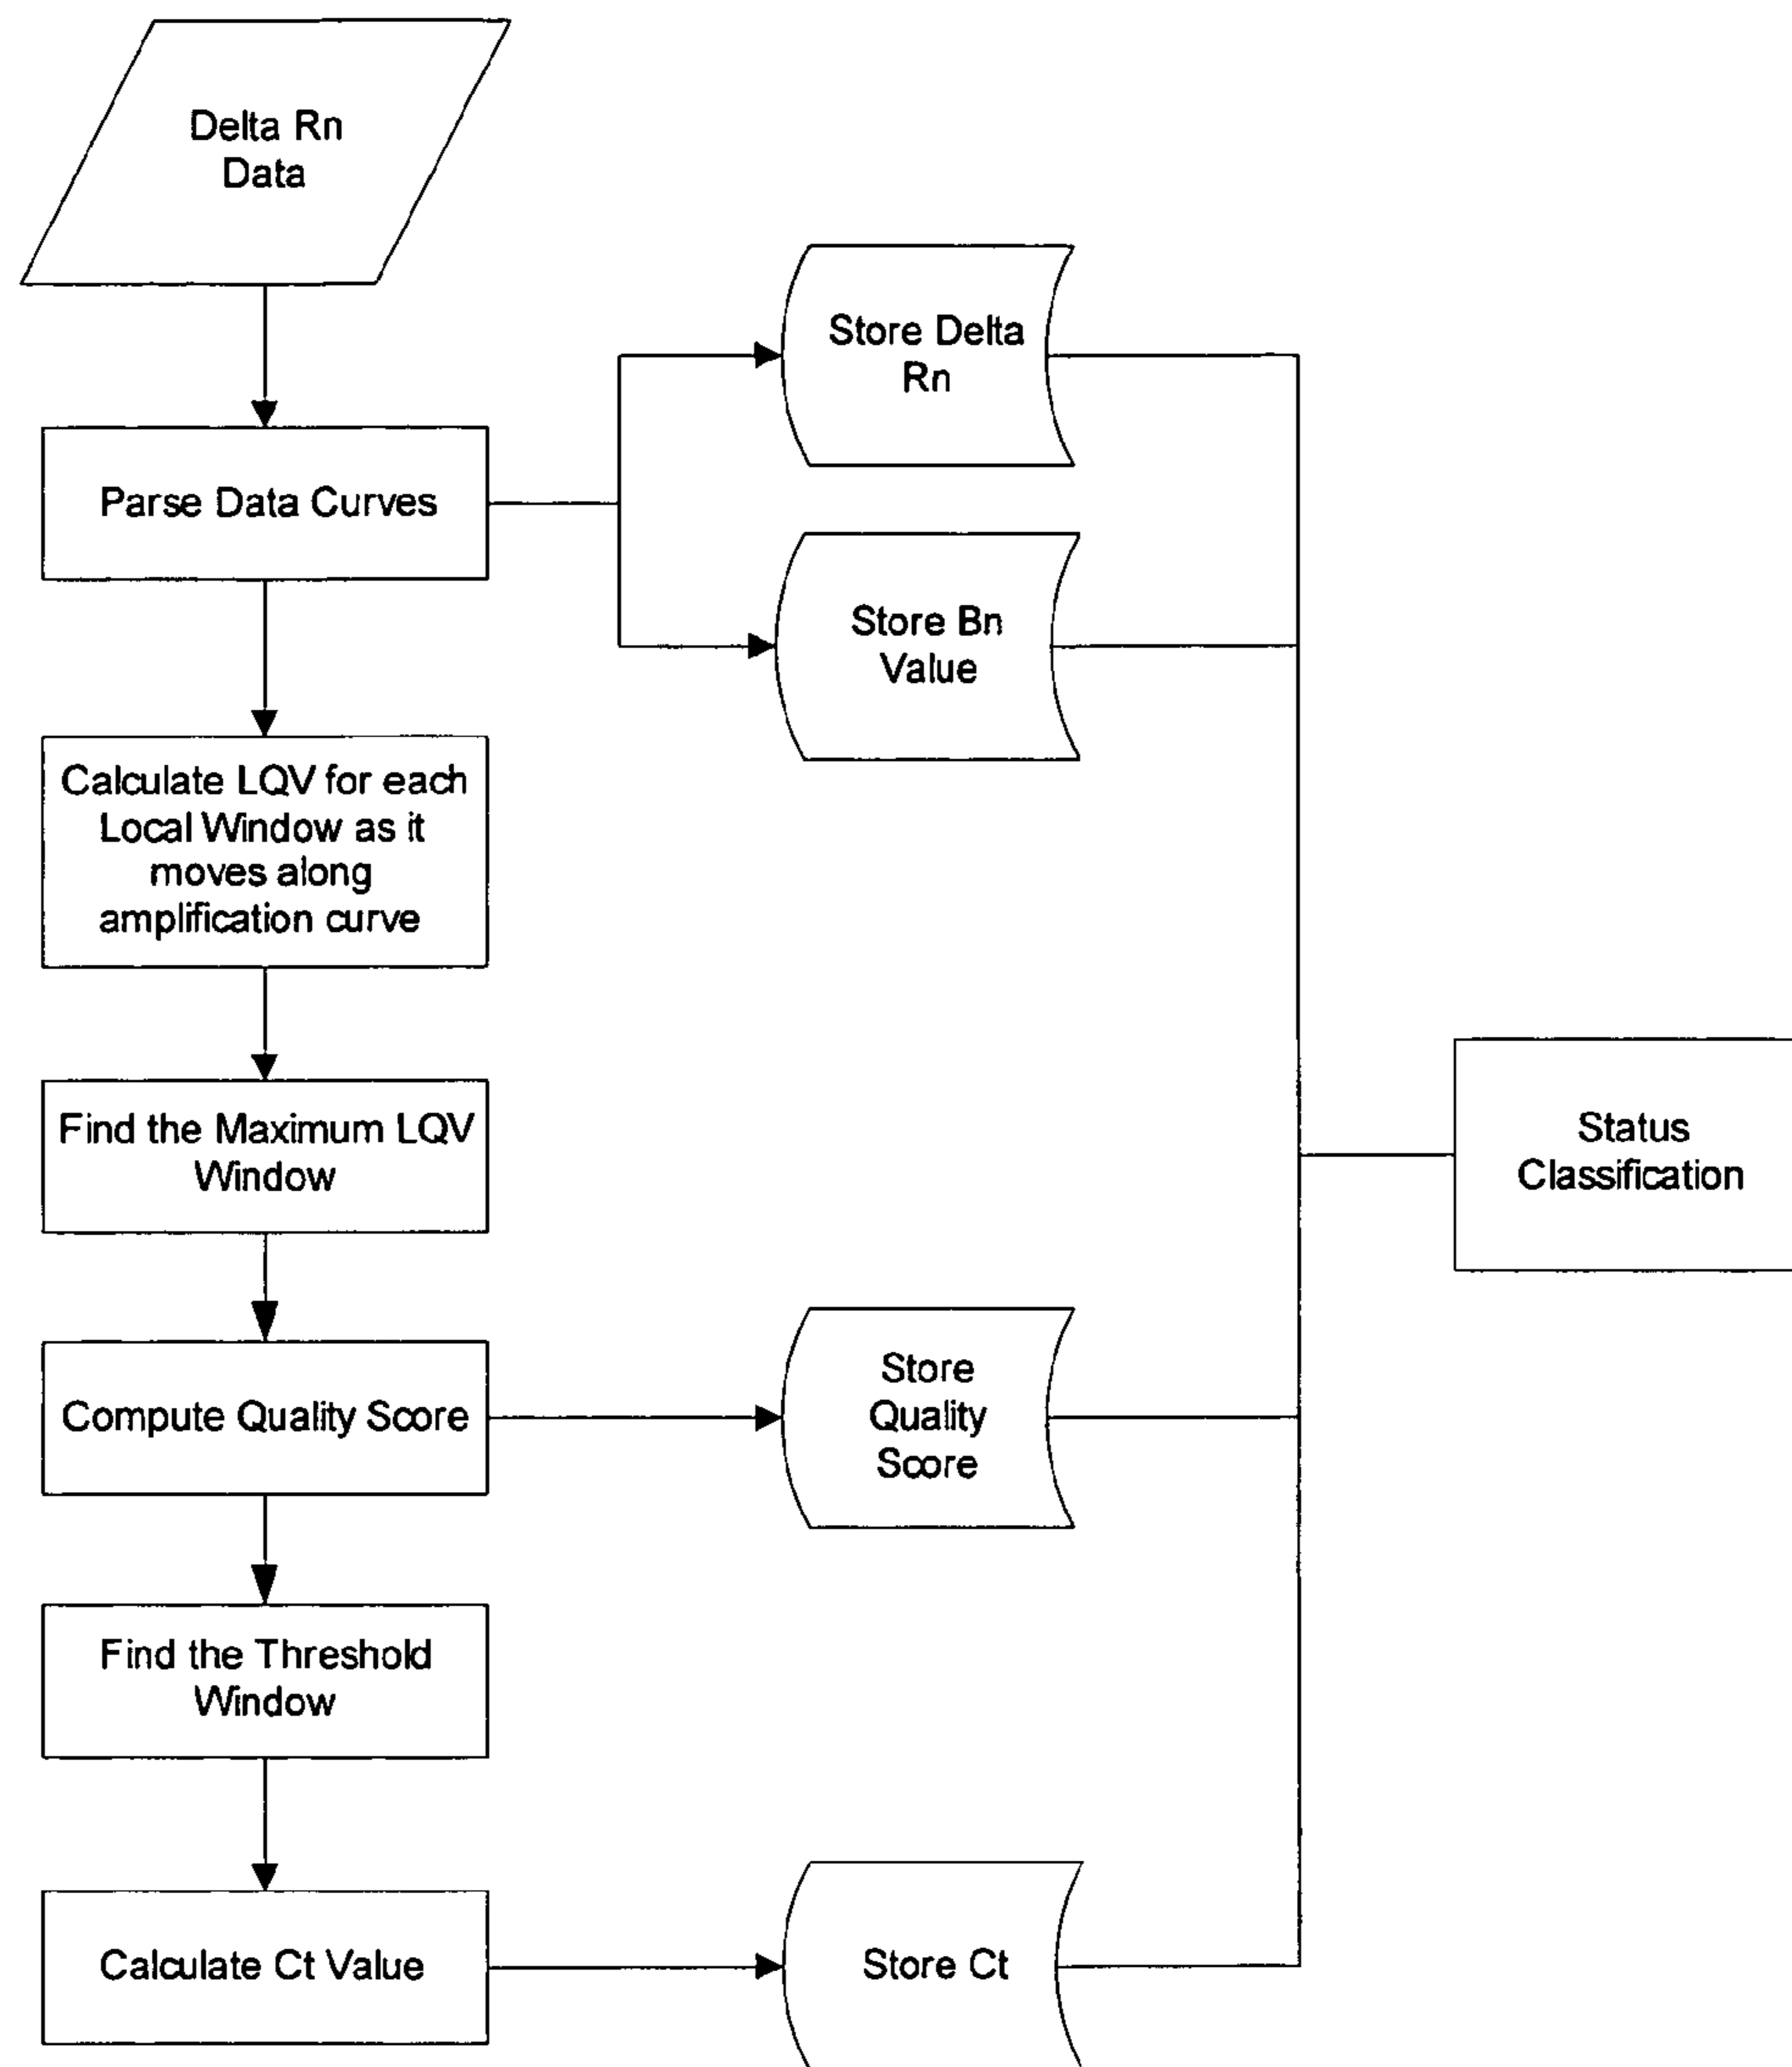 Delta Rn
Data
Store Delta
Rn
Parse Data Curves
Store Bn
Value
Calculate LQV for each
Local Window as it
moves along
amplification curve
Find the Maximum LQV
Window
Status
Classification
Compute Quality Score
Store
Quality
Score
Find the Threshold
Window
Calculate Ct Value
Store Ct